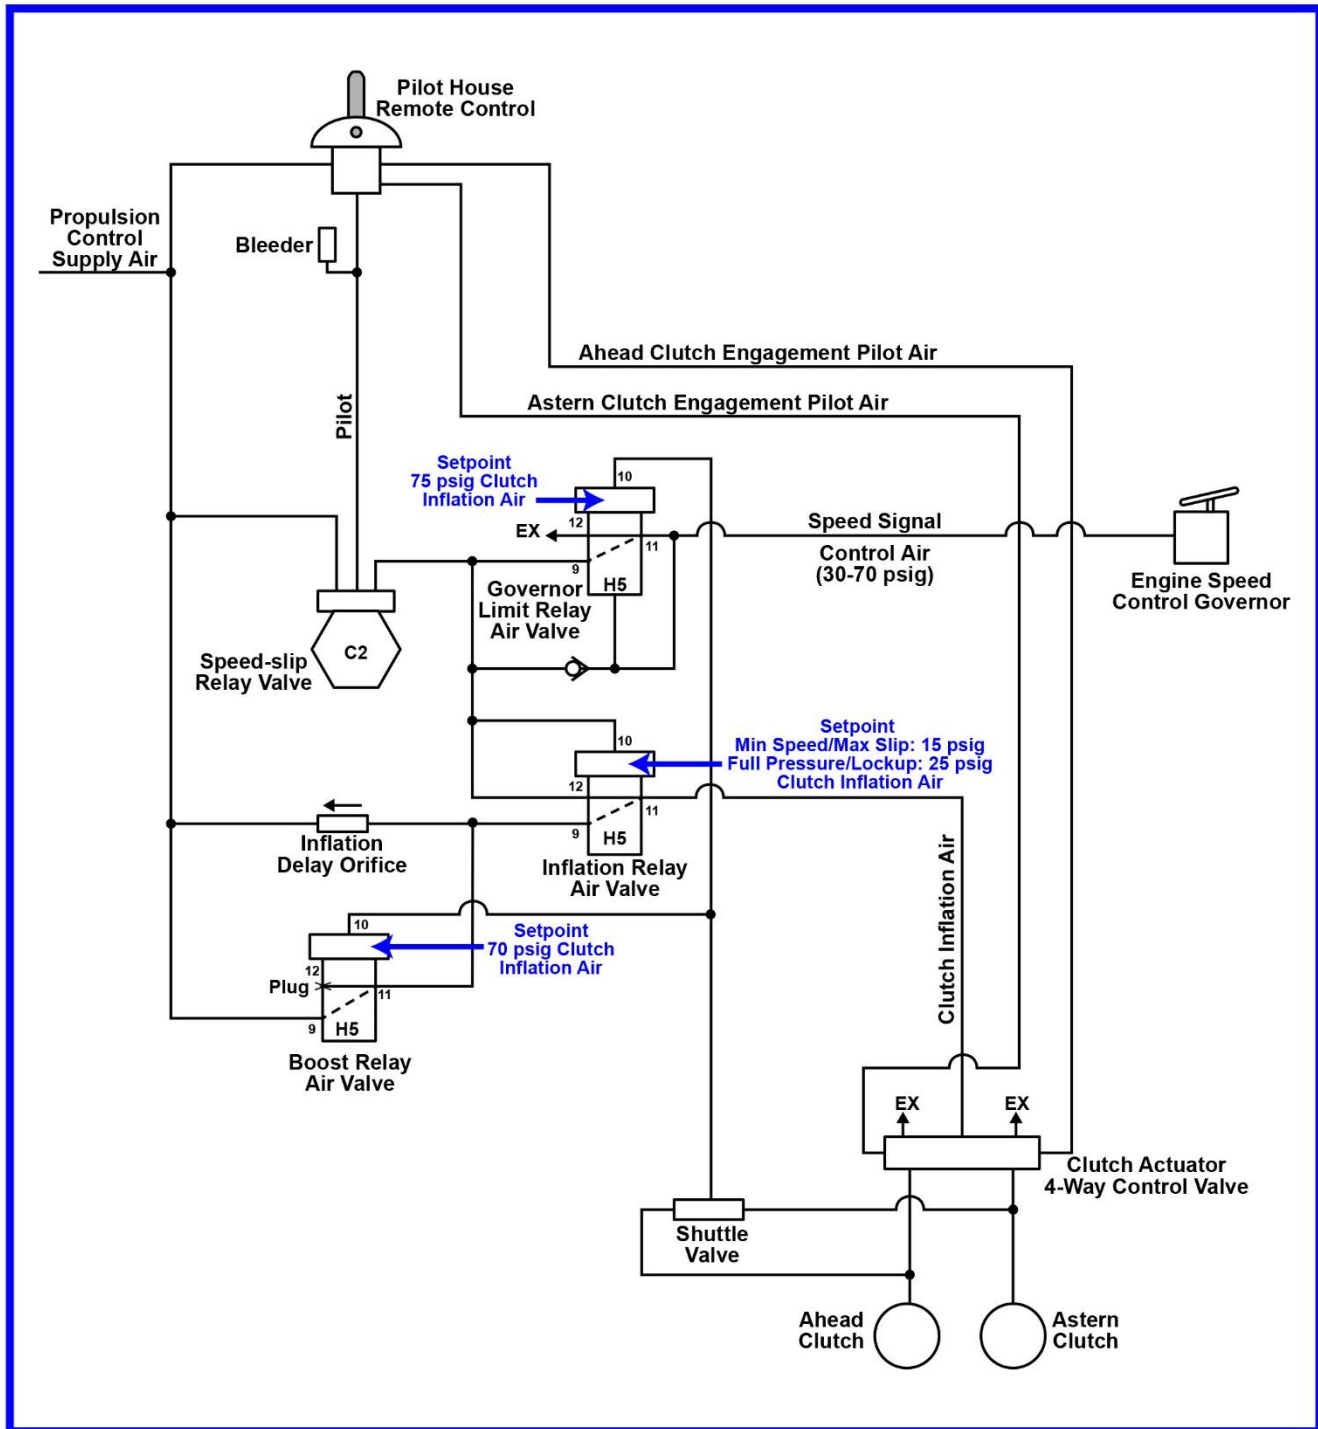 Pilot House
Remote Control
Propulsion
Control
Supply Air
Bleeder
Ahead Clutch Engagement Pilot Air
Astern Clutch Engagement Pilot Air
Pilot
Setpoint
75 psig Clutch
Inflation Air
10
12
EX
11
9
H5
Speed Signal
Control Air
(30-70 psig)
Engine Speed
Control Governor
Governor
Limit Relay
Air Valve
C2
Speed-slip
Relay Valve
Setpoint
Min Speed/Max Slip: 15 psig
Full Pressure/Lockup: 25 psig
Clutch Inflation Air
10
12
11
9
H5
Inflation
Delay Orifice
Inflation Relay
Air Valve
Clutch Inflation Air
10
Setpoint
70 psig Clutch
Inflation Air
12
Plug
11
9
H5
Boost Relay
Air Valve
EX
EX
Clutch Actuator
4-Way Control Valve
Shuttle
Valve
Ahead
Clutch
Astern
Clutch